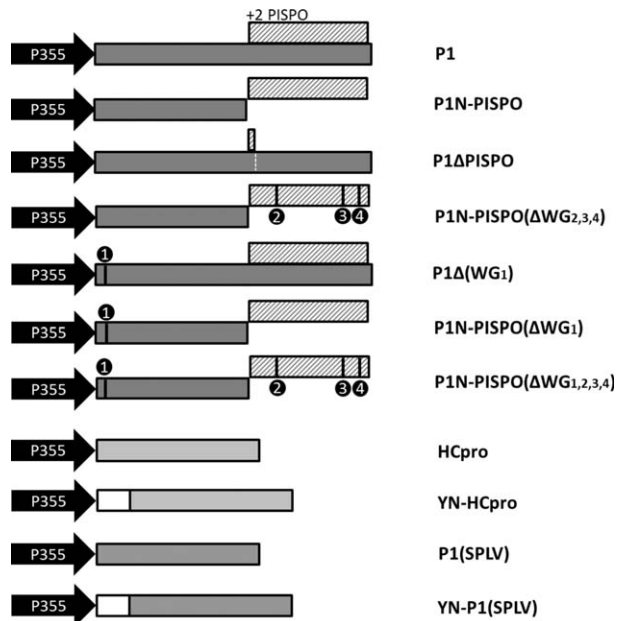 +2 PISPO
P355 P1
P355 P1N-PISPO
P355 P1ΔPISPO
P355 P1N-PISPO(ΔWG2,3,4)
2 3 4
1
P355 P1Δ(WG1)
1
P355 P1N-PISPO(ΔWG1)
1
P355 P1N-PISPO(ΔWG1,2,3,4)
2 3 4
P355 HCpro
P355 YN-HCpro
P355 P1(SPLV)
P355 YN-P1(SPLV)